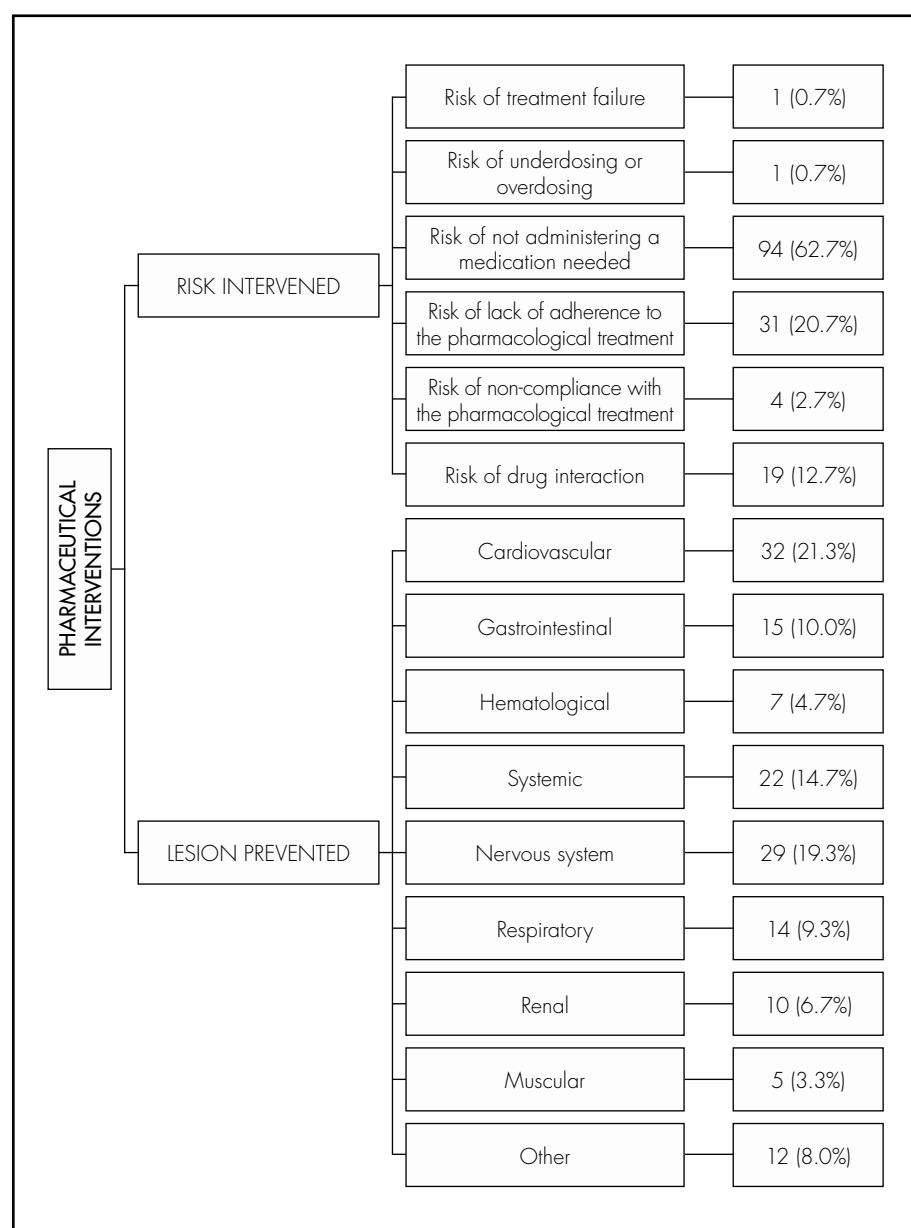 PHARMACEUTICAL
INTERVENTIONS
RISK INTERVENED
Risk of treatment failure
1 (0.7%)
Risk of underdosing or
overdosing
1 (0.7%)
Risk of not administering a
medication needed
94 (62.7%)
Risk of lack of adherence to
the pharmacological treatment
31 (20.7%)
Risk of non-compliance with
the pharmacological treatment
4 (2.7%)
Risk of drug interaction
19 (12.7%)
LESION PREVENTED
Cardiovascular
32 (21.3%)
Gastrointestinal
15 (10.0%)
Hematological
7 (4.7%)
Systemic
22 (14.7%)
Nervous system
29 (19.3%)
Respiratory
14 (9.3%)
Renal
10 (6.7%)
Muscular
5 (3.3%)
Other
12 (8.0%)